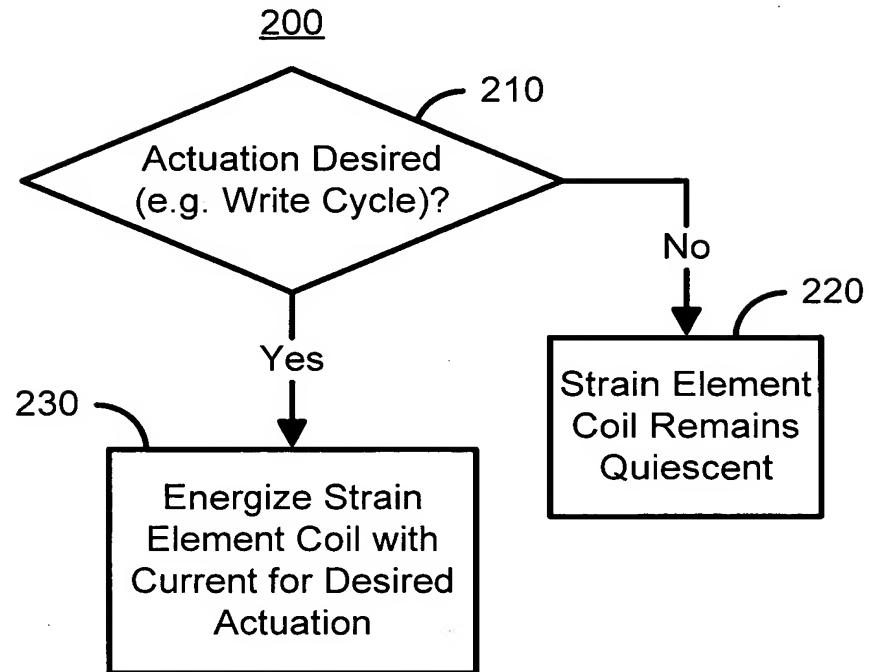 200
210
Actuation Desired
(e.g. Write Cycle)?
No
220
Yes
Strain Element
Coil Remains
Quiescent
230
Energize Strain
Element Coil with
Current for Desired
Actuation